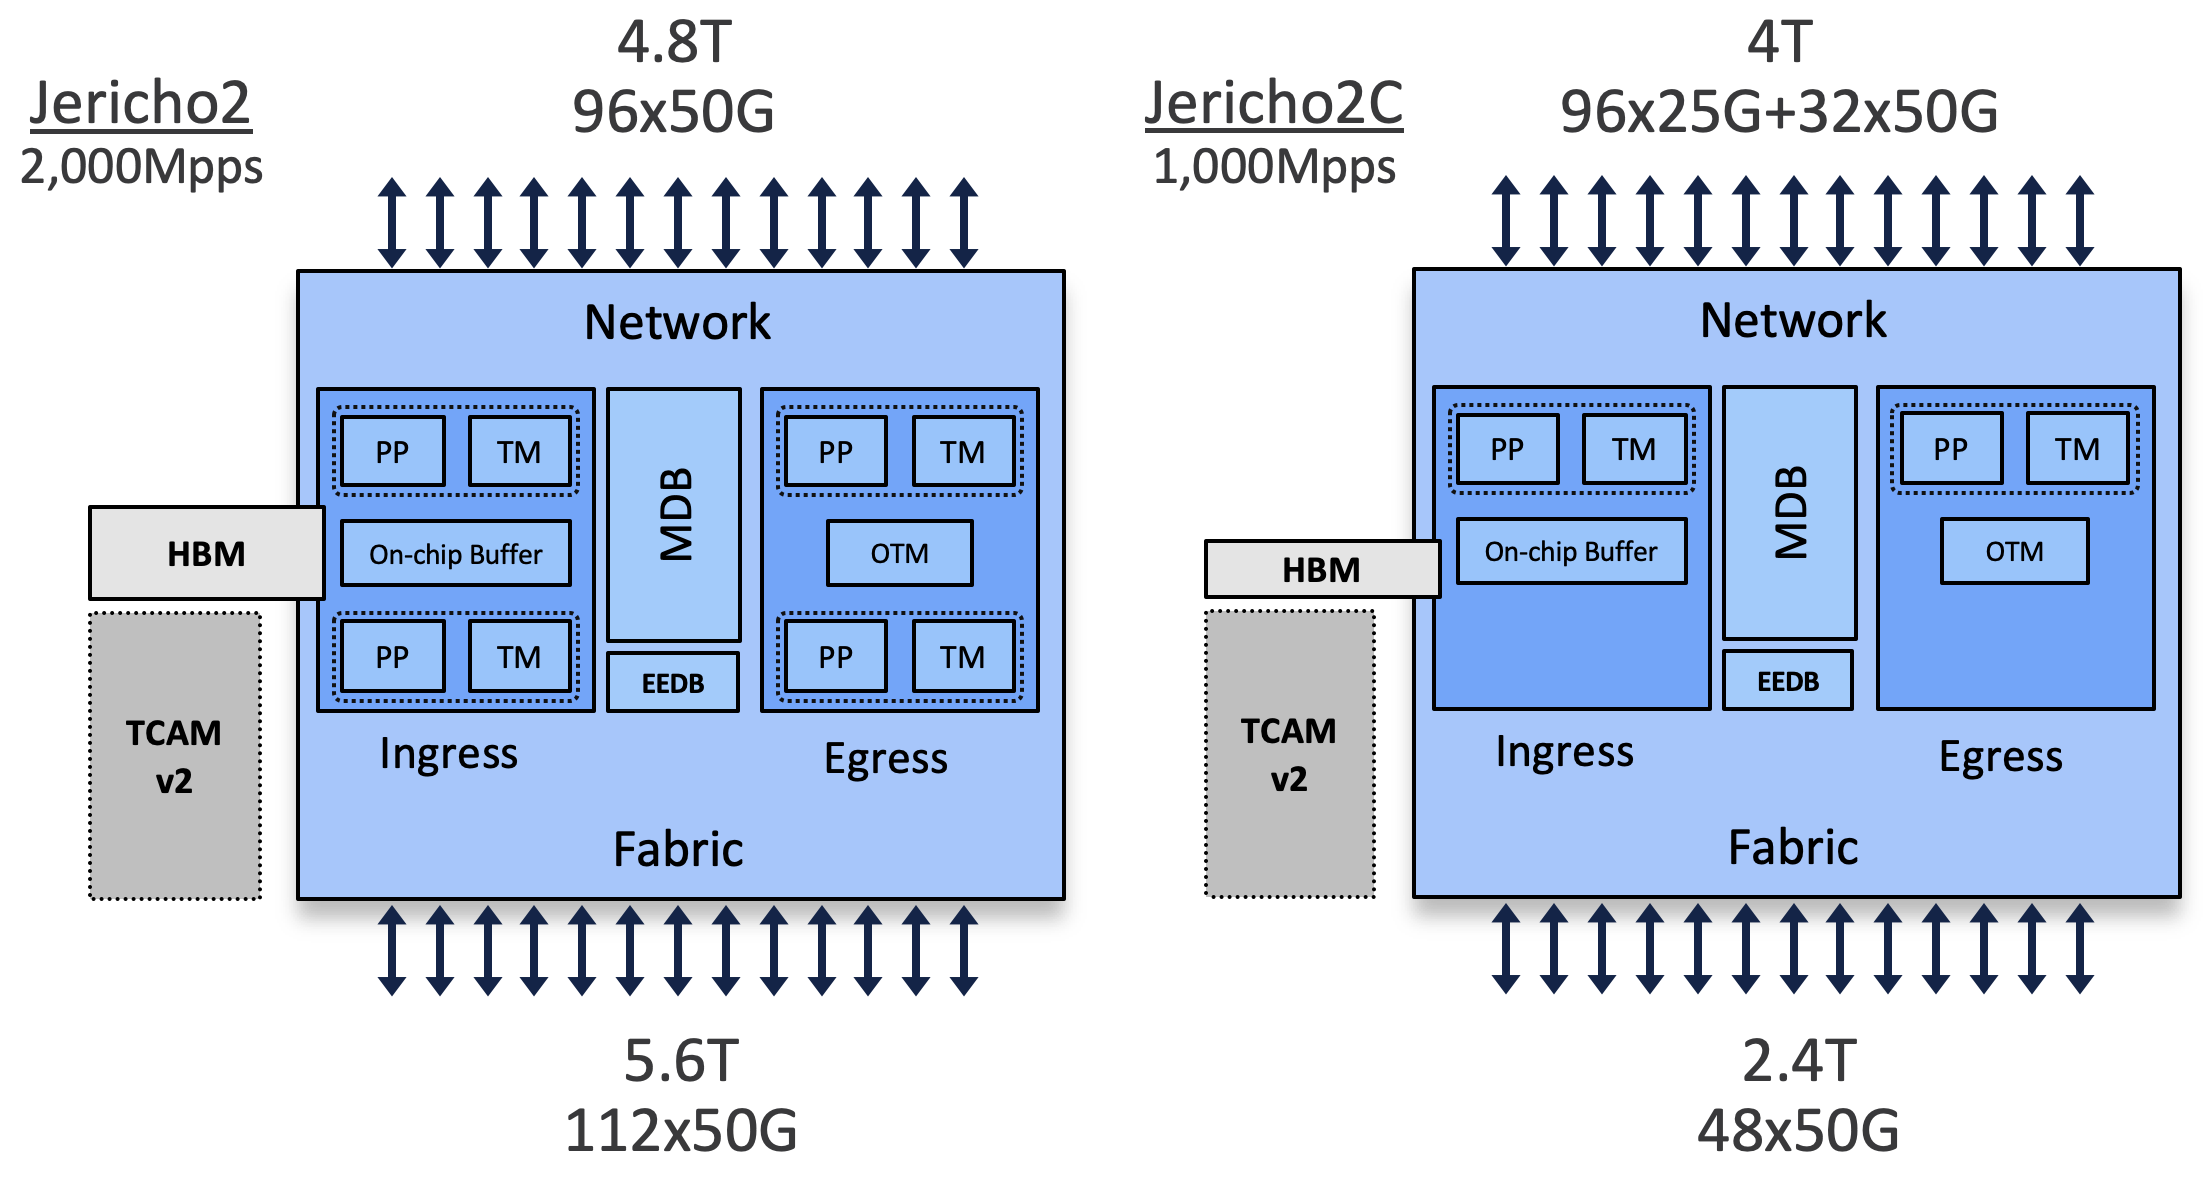 Jericho2
2,000Mpps
4.8T
96x50G
Network
PP
TM
On-chip Buffer
PP
TM
MDB
EEDB
PP
TM
OTM
PP
TM
HBM
TCAM
v2
Ingress
Egress
Fabric
5.6T
112x50G
Jericho2C
1,000Mpps
4T
96x25G+32x50G
Network
PP
TM
On-chip Buffer
MDB
EEDB
PP
TM
OTM
HBM
TCAM
v2
Ingress
Egress
Fabric
2.4T
48x50G